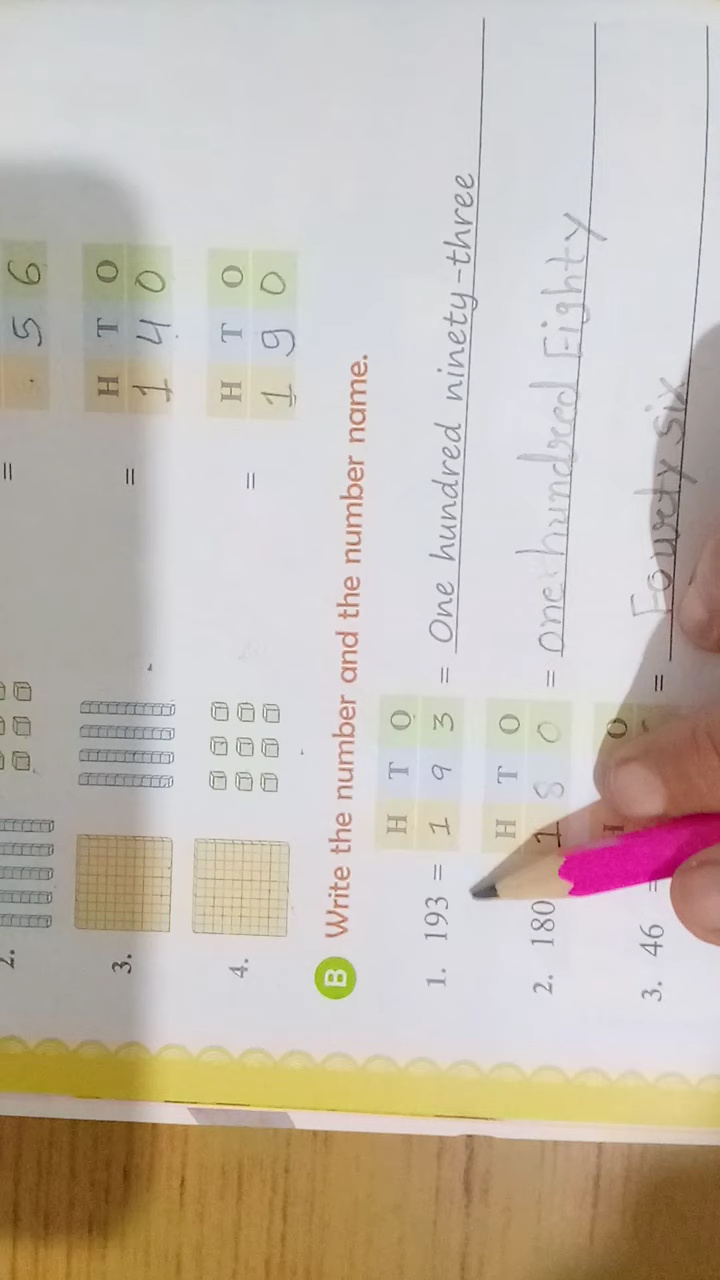 2. = 5 6
H T O
3. = 1 4 0
H T O
4. = 1 9 0
B Write the number and the number name.
H T O
1. 193 = 1 9 3 = One hundred ninety-three
H T O
2. 180 1 8 0 = one hundred Eighty
H O
3. 46 = = Fourty six